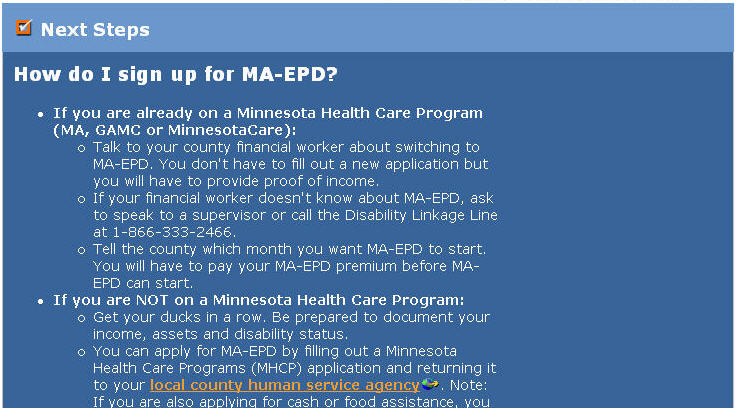 Next Steps
How do I sign up for MA-EPD?
• If you are already on a Minnesota Health Care Program
(MA, GAMC or MinnesotaCare):
o Talk to your county financial worker about switching to
MA-EPD. You don't have to fill out a new application but
you will have to provide proof of income.
o If your financial worker doesn't know about MA-EPD, ask
to speak to a supervisor or call the Disability Linkage Line
at 1-866-333-2466.
o Tell the county which month you want MA-EPD to start.
You will have to pay your MA-EPD premium before MA-
EPD can start.
• If you are NOT on a Minnesota Health Care Program:
o Get your ducks in a row. Be prepared to document your
income, assets and disability status.
o You can apply for MA-EPD by filling out a Minnesota
Health Care Programs (MHCP) application and returning it
to your local county human service agency. Note:
If you are also applying for cash or food assistance, you